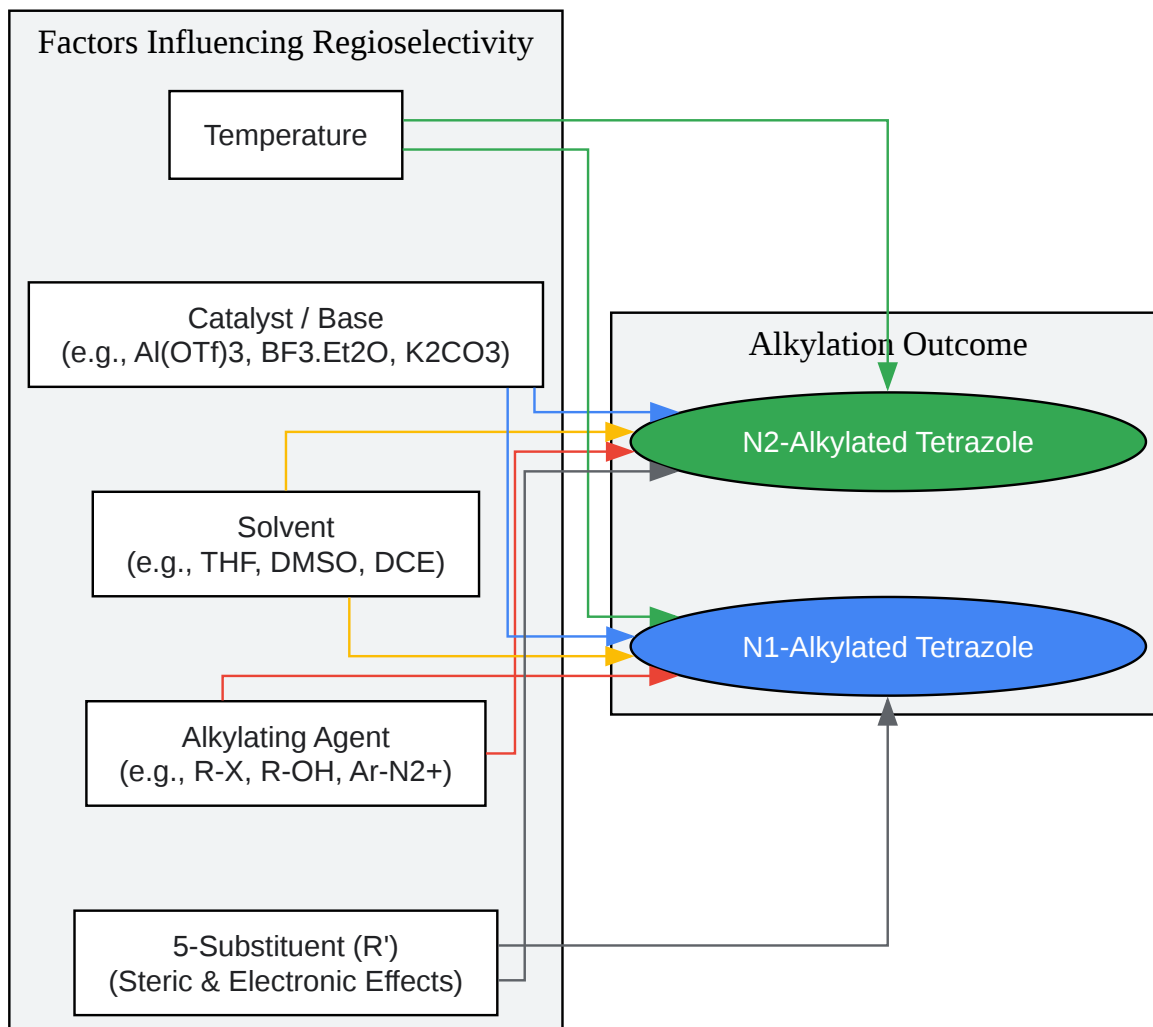 Factors Influencing Regioselectivity
Temperature
Catalyst / Base
(e.g., Al(OTf)3, BF3.Et2O, K2CO3)
Solvent
(e.g., THF, DMSO, DCE)
Alkylating Agent
(e.g., R-X, R-OH, Ar-N2+)
5-Substituent (R')
(Steric & Electronic Effects)
Alkylation Outcome
N2-Alkylated Tetrazole
N1-Alkylated Tetrazole